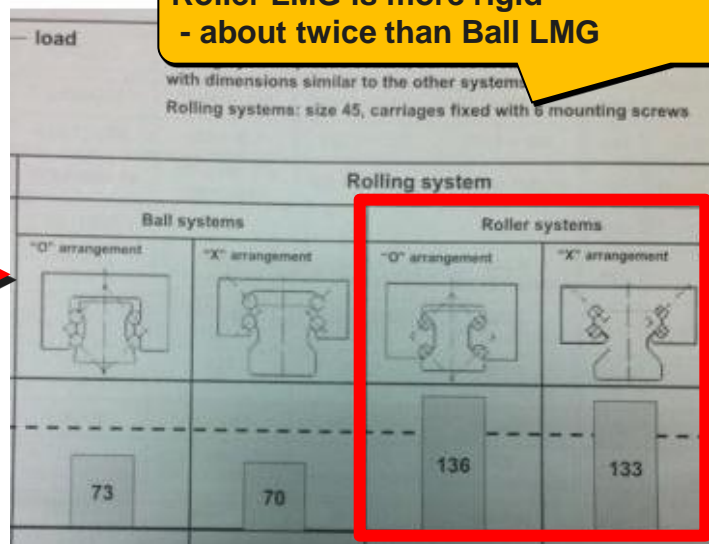 Roller LMG is more rigid
- about twice than Ball LMG
load
with dimensions similar to the other systems
Rolling systems: size 45, carriages fixed with 6 mounting screws
Rolling system
Ball systems
Roller systems
"O" arrangement
"X" arrangement
"O" arrangement
"X" arrangement
73
70
136
133